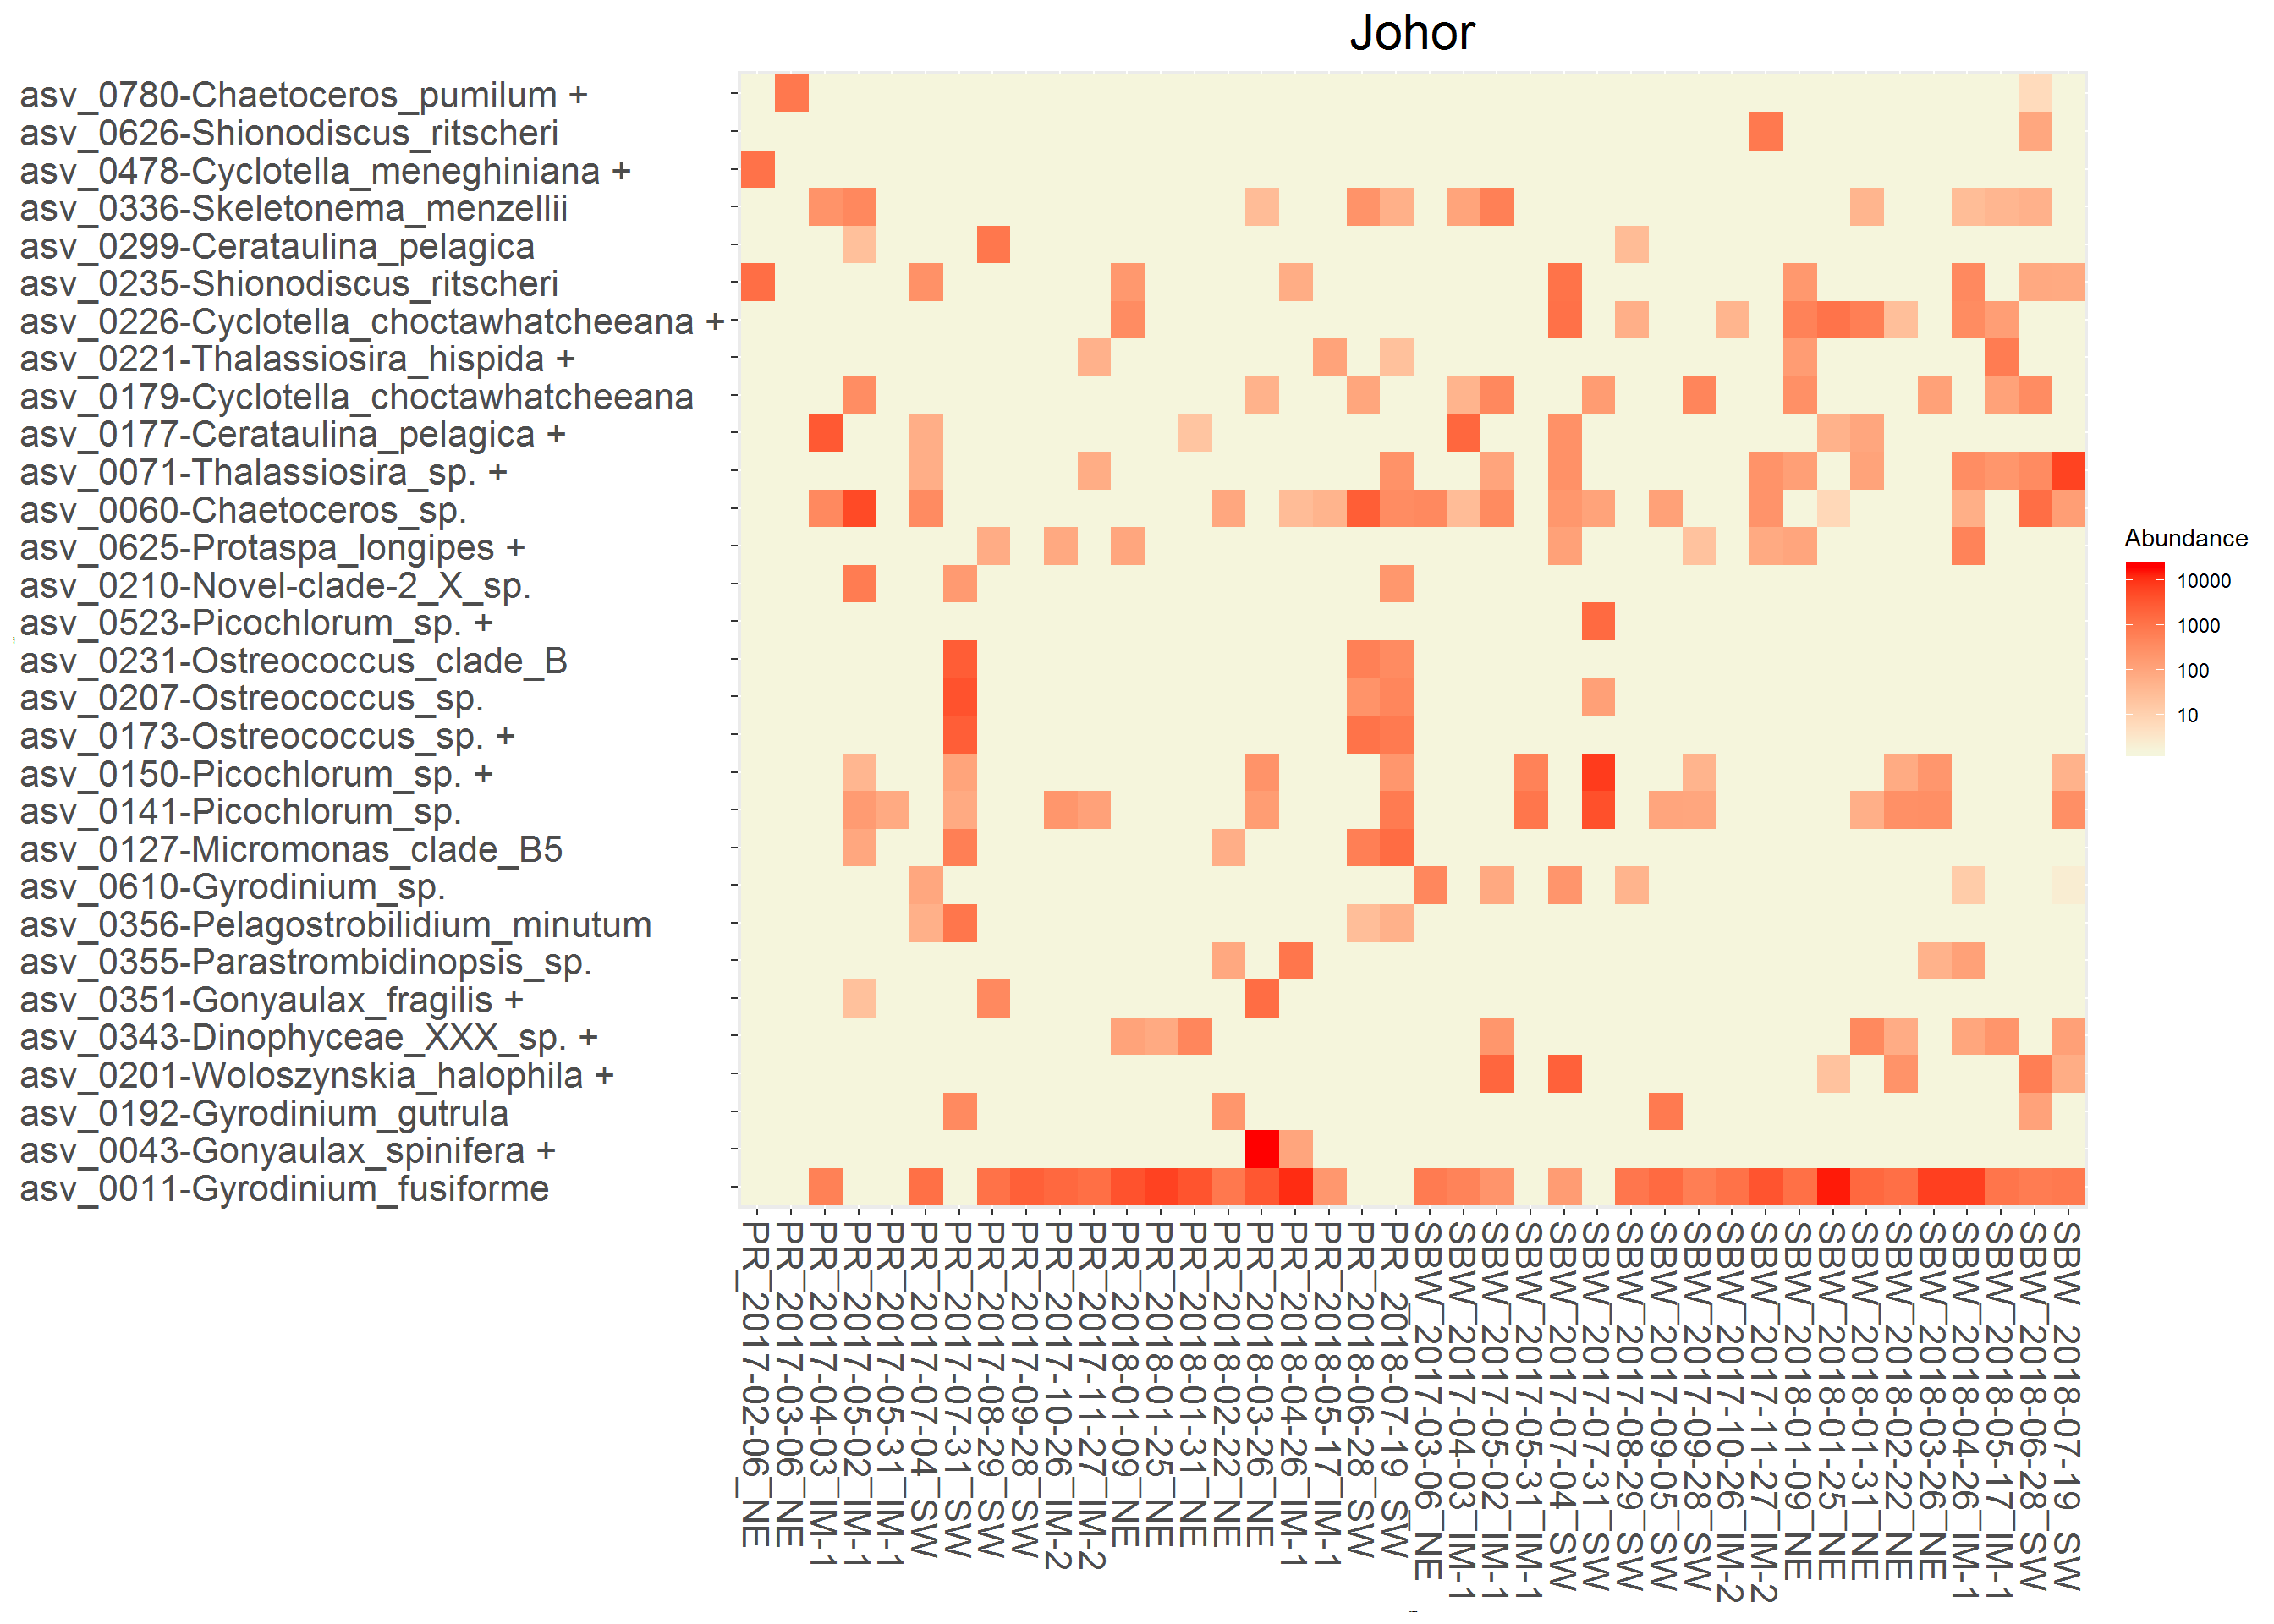 Johor
asv_0780-Chaetoceros_pumilum +
asv_0626-Shionodiscus_ritscheri
asv_0478-Cyclotella_meneghiniana +
asv_0336-Skeletonema_menzellii
asv_0299-Cerataulina_pelagica
asv_0235-Shionodiscus_ritscheri
asv_0226-Cyclotella_choctawhatcheeana +
asv_0221-Thalassiosira_hispida +
asv_0179-Cyclotella_choctawhatcheeana
asv_0177-Cerataulina_pelagica +
asv_0071-Thalassiosira_sp. +
asv_0060-Chaetoceros_sp.
asv_0625-Protaspa_longipes +
asv_0210-Novel-clade-2_X_sp.
asv_0523-Picochlorum_sp. +
asv_0231-Ostreococcus_clade_B
asv_0207-Ostreococcus_sp.
asv_0173-Ostreococcus_sp. +
asv_0150-Picochlorum_sp. +
asv_0141-Picochlorum_sp.
asv_0127-Micromonas_clade_B5
asv_0610-Gyrodinium_sp.
asv_0356-Pelagostrobilidium_minutum
asv_0355-Parastrombidinopsis_sp.
asv_0351-Gonyaulax_fragilis +
asv_0343-Dinophyceae_XXX_sp. +
asv_0201-Woloszynskia_halophila +
asv_0192-Gyrodinium_gutrula
asv_0043-Gonyaulax_spinifera +
asv_0011-Gyrodinium_fusiforme
PR_2017-02-06_NE
PR_2017-03-06_NE
PR_2017-04-03_IM-1
PR_2017-05-02_IM-1
PR_2017-05-31_IM-1
PR_2017-07-04_SW
PR_2017-07-31_SW
PR_2017-08-29_SW
PR_2017-09-28_SW
PR_2017-10-26_IM-2
PR_2017-11-27_IM-2
PR_2018-01-09_NE
PR_2018-01-25_NE
PR_2018-01-31_NE
PR_2018-02-22_NE
PR_2018-03-26_NE
PR_2018-04-26_IM-1
PR_2018-05-17_IM-1
PR_2018-06-28_SW
PR_2018-07-19_SW
SBW_2017-03-06_NE
SBW_2017-04-03_IM-1
SBW_2017-05-02_IM-1
SBW_2017-05-31_IM-1
SBW_2017-07-04_SW
SBW_2017-07-31_SW
SBW_2017-08-29_SW
SBW_2017-09-05_SW
SBW_2017-09-28_SW
SBW_2017-10-26_IM-2
SBW_2017-11-27_IM-2
SBW_2018-01-09_NE
SBW_2018-01-25_NE
SBW_2018-01-31_NE
SBW_2018-02-22_NE
SBW_2018-03-26_NE
SBW_2018-04-26_IM-1
SBW_2018-05-17_IM-1
SBW_2018-06-28_SW
SBW_2018-07-19_SW
Abundance
10000
1000
100
10